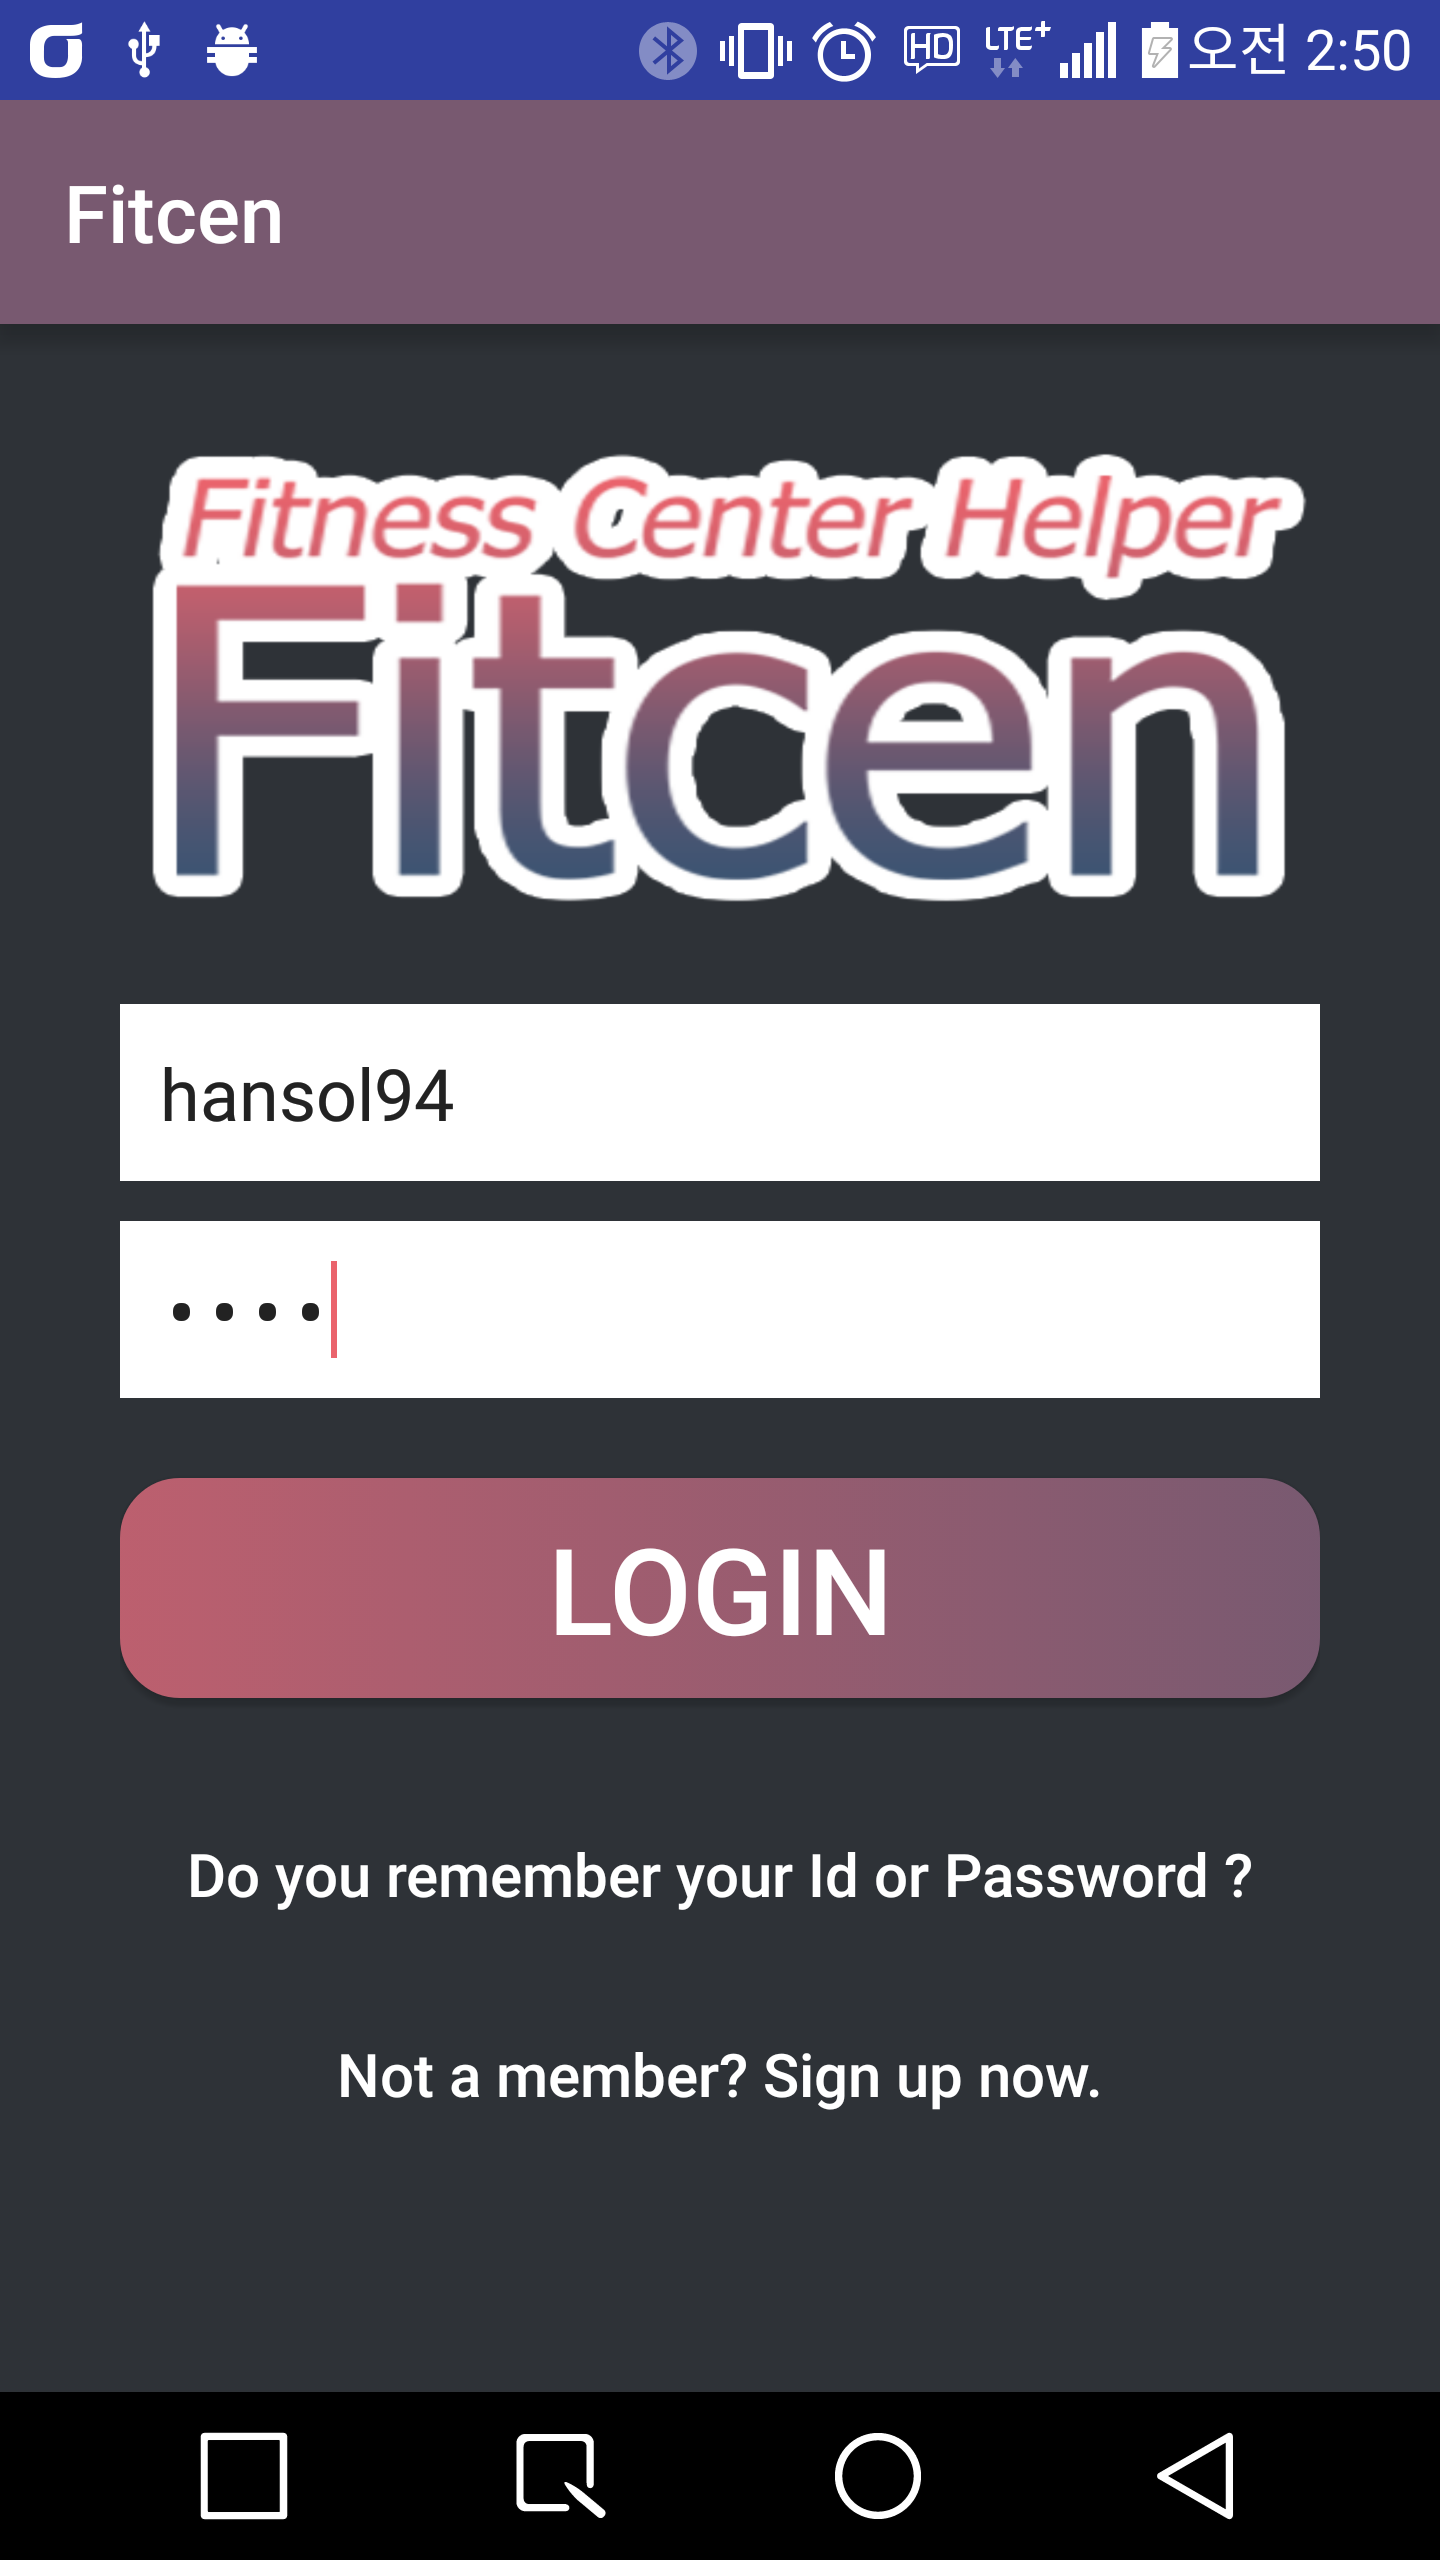 HD LTE+ 오전 2:50
Fitcen
Fitness Center Helper
Fitcen
hansol94
••••
LOGIN
Do you remember your Id or Password ?
Not a member? Sign up now.